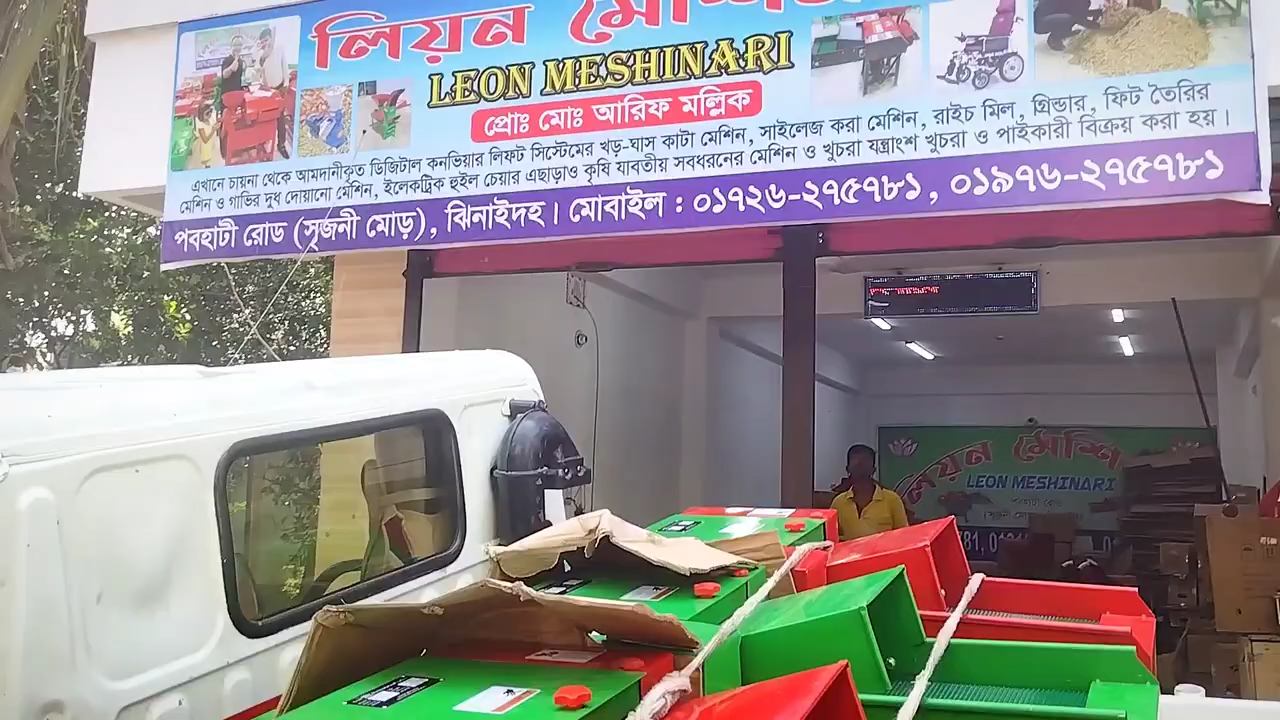 লিয়ন
LEON MESHINARI
প্রোঃ মোঃ আরিফ মল্লিক
এখানে চায়না থেকে আমদানীকৃত ডিজিটাল কনভিয়ার লিফট সিস্টেমের খড়-ঘাস কাটা মেশিন, সাইলেজ করা মেশিন, রাইচ মিল, গ্রিন্ডার, ফিট তৈরির
মেশিন ও গাভির দুধ দোয়ানো মেশিন, ইলেকট্রিক হুইল চেয়ার এছাড়াও কৃষি যাবতীয় সবধরনের মেশিন ও খুচরা যন্ত্রাংশ খুচরা ও পাইকারী বিক্রয় করা হয়।
পবহাটী রোড (সৃজনী মোড়), ঝিনাইদহ। মোবাইল : ০১৭২৬-২৭৫৭৮১, ০১৯৭৬-২৭৫৭৮১
লিয়ন মেশি
LEON MESHINARI
পবহাটী রোড